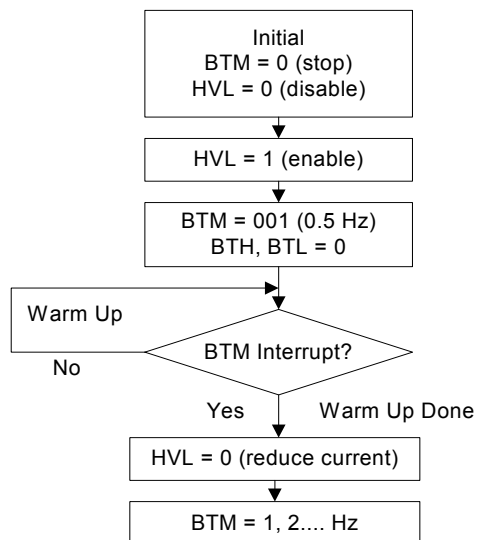 Initial
BTM = 0 (stop)
HVL = 0 (disable)
HVL = 1 (enable)
BTM = 001 (0.5 Hz)
BTH, BTL = 0
Warm Up
BTM Interrupt?
No
Yes
Warm Up Done
HVL = 0 (reduce current)
BTM = 1, 2.... Hz